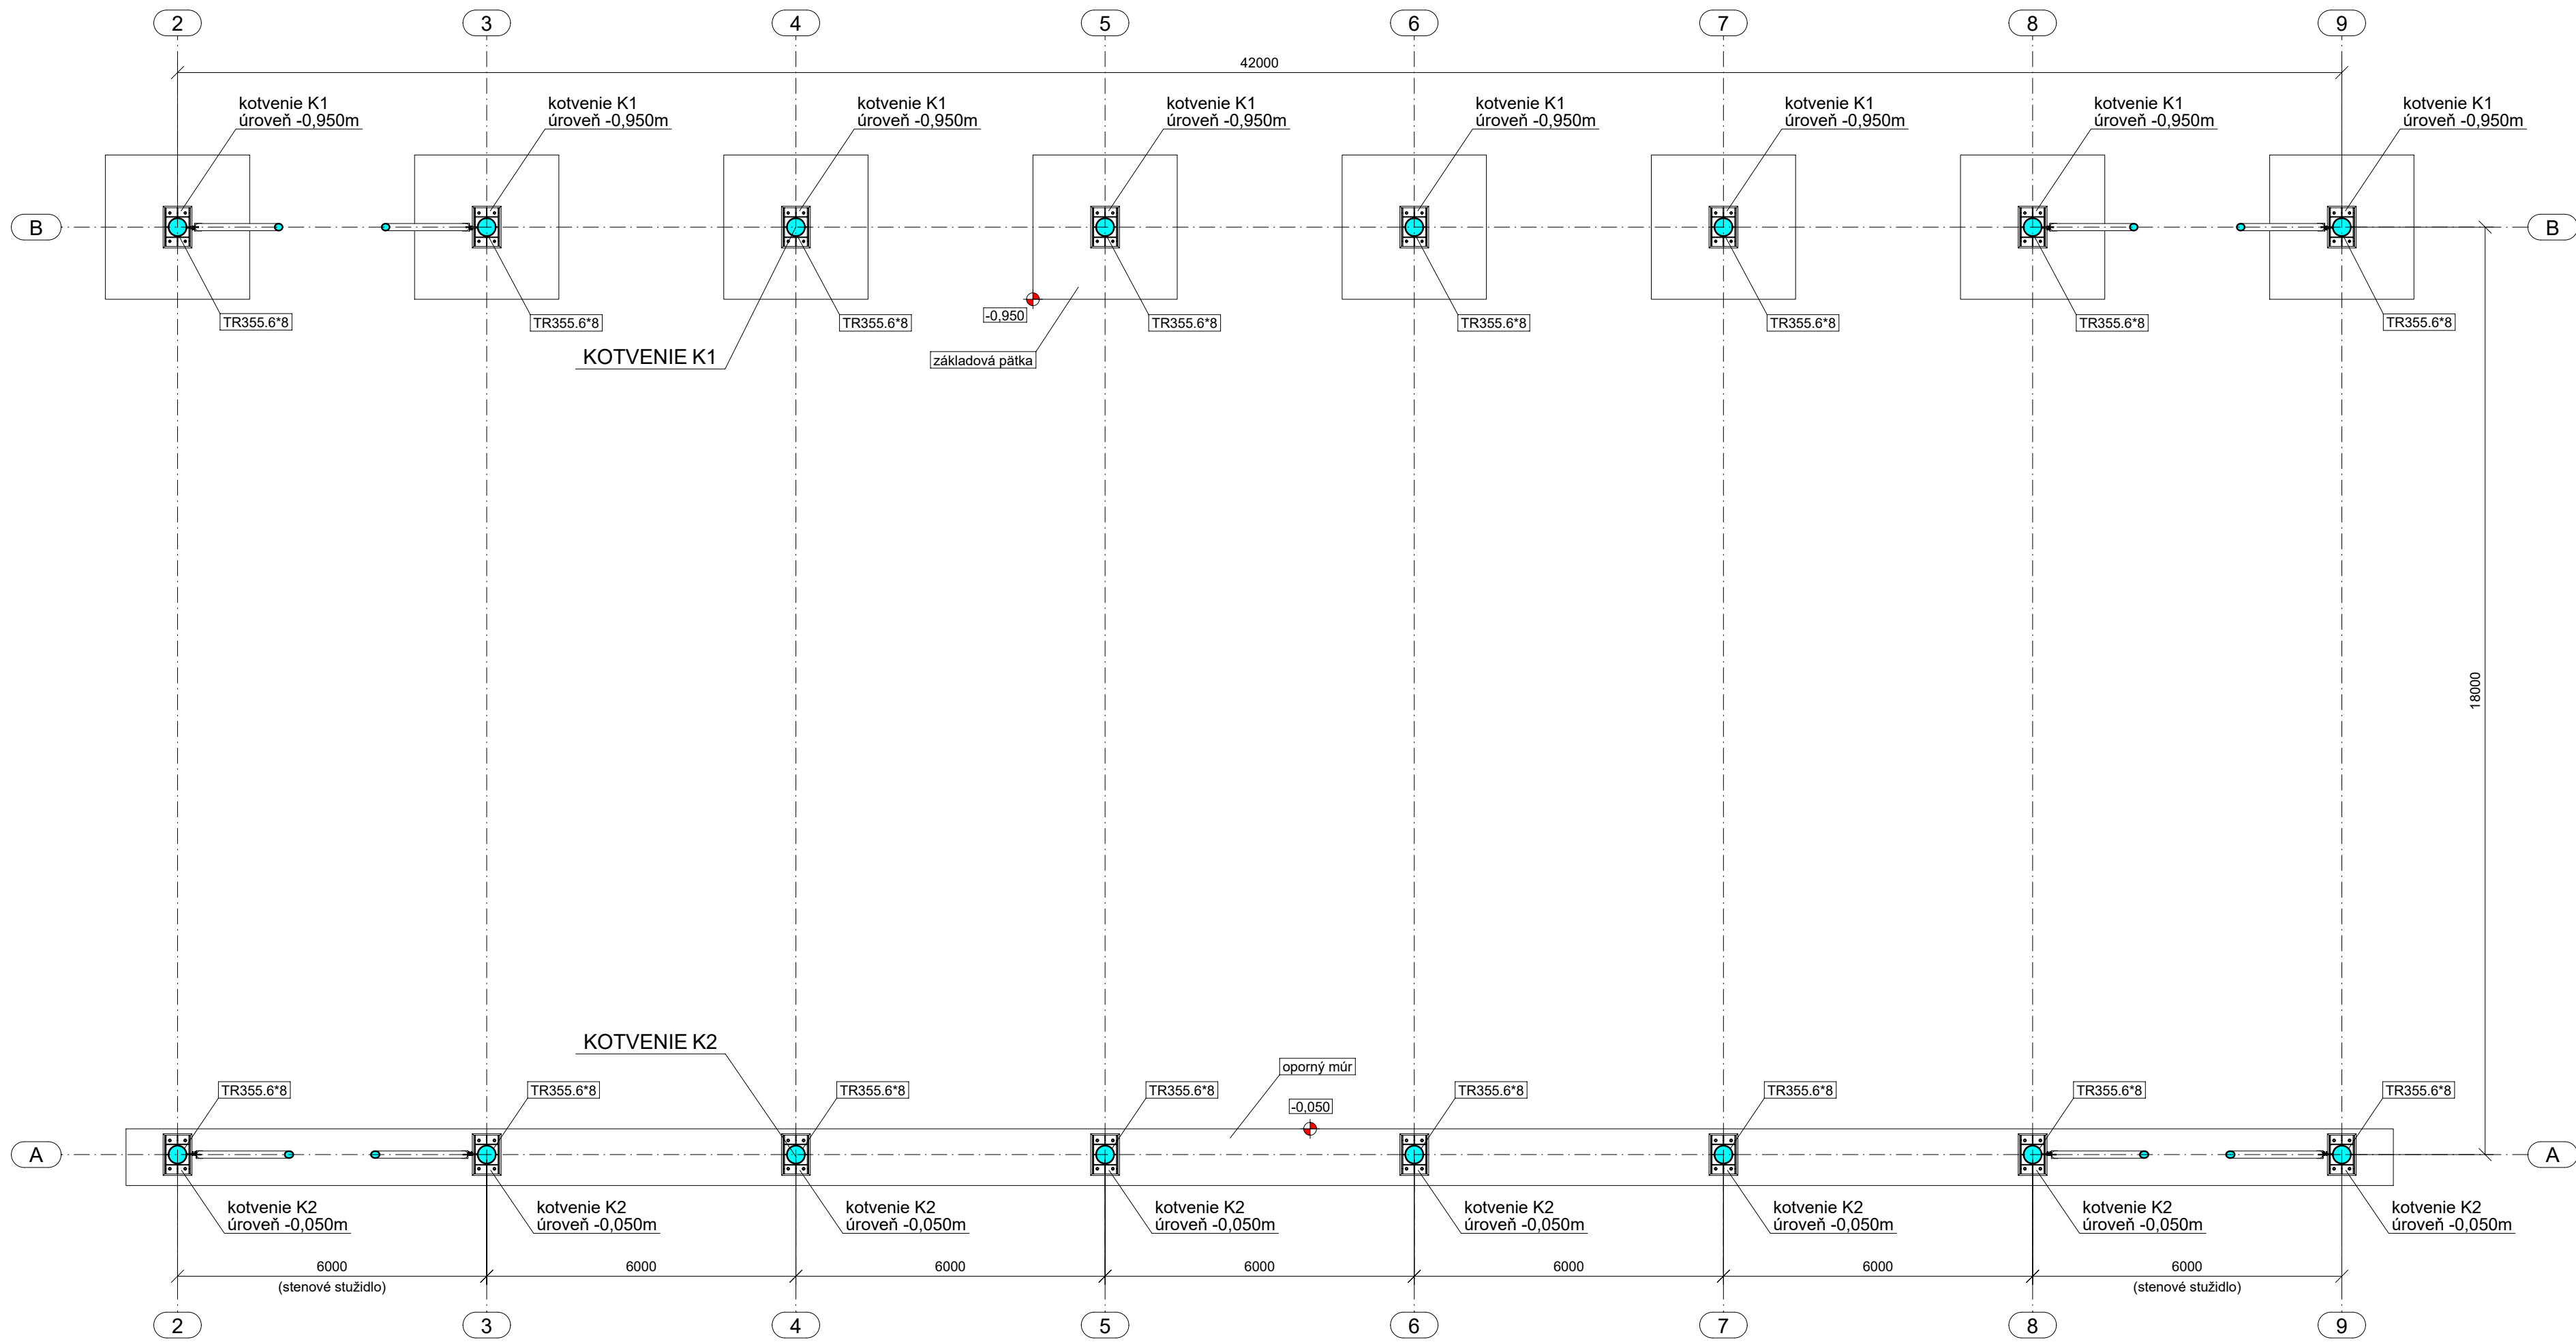 2 3 4 5 6 7 8 9
42000
kotvenie K1 kotvenie K1 kotvenie K1 kotvenie K1 kotvenie K1 kotvenie K1 kotvenie K1 kotvenie K1
úroveň -0,950m úroveň -0,950m úroveň -0,950m úroveň -0,950m úroveň -0,950m úroveň -0,950m úroveň -0,950m úroveň -0,950m
B B
-0,950
TR355.6*8 TR355.6*8 TR355.6*8 TR355.6*8 TR355.6*8 TR355.6*8 TR355.6*8 TR355.6*8
KOTVENIE K1
základová pätka
18000
KOTVENIE K2
oporný múr
TR355.6*8 TR355.6*8 TR355.6*8 TR355.6*8 TR355.6*8 TR355.6*8 TR355.6*8 TR355.6*8
-0,050
A A
kotvenie K2 kotvenie K2 kotvenie K2 kotvenie K2 kotvenie K2 kotvenie K2 kotvenie K2 kotvenie K2
úroveň -0,050m úroveň -0,050m úroveň -0,050m úroveň -0,050m úroveň -0,050m úroveň -0,050m úroveň -0,050m úroveň -0,050m
6000 6000 6000 6000 6000 6000 6000
(stenové stužidlo) (stenové stužidlo)
2 3 4 5 6 7 8 9